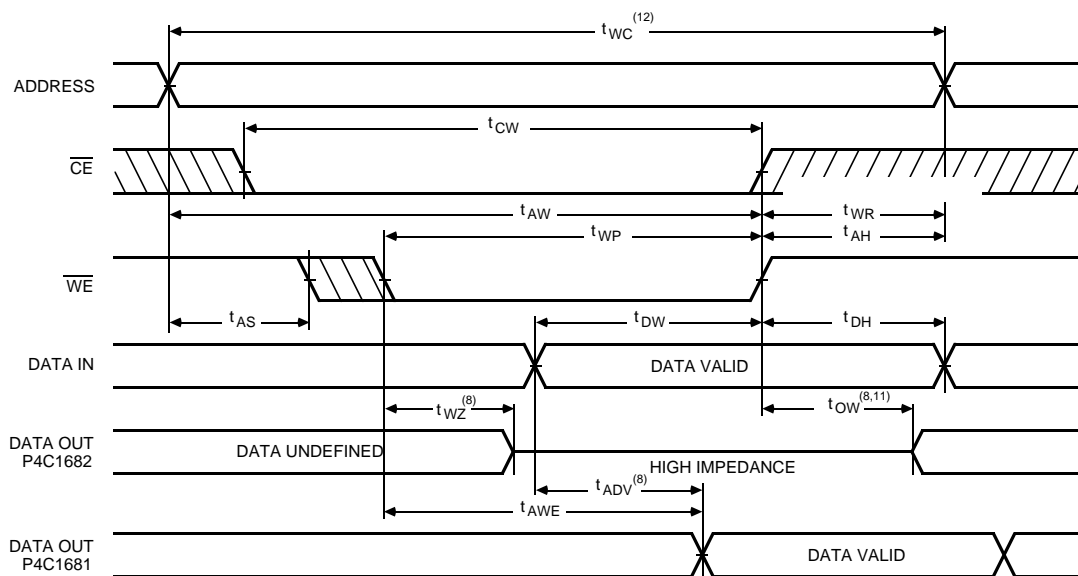 tWC(12)
ADDRESS
tCW
CE
tAW
tWR
tWP
tAH
WE
tAS
tDW
tDH
DATA IN
DATA VALID
tWZ(8)
tOW(8,11)
DATA OUT
P4C1682
DATA UNDEFINED
HIGH IMPEDANCE
tADV(8)
tAWE
DATA OUT
P4C1681
DATA VALID